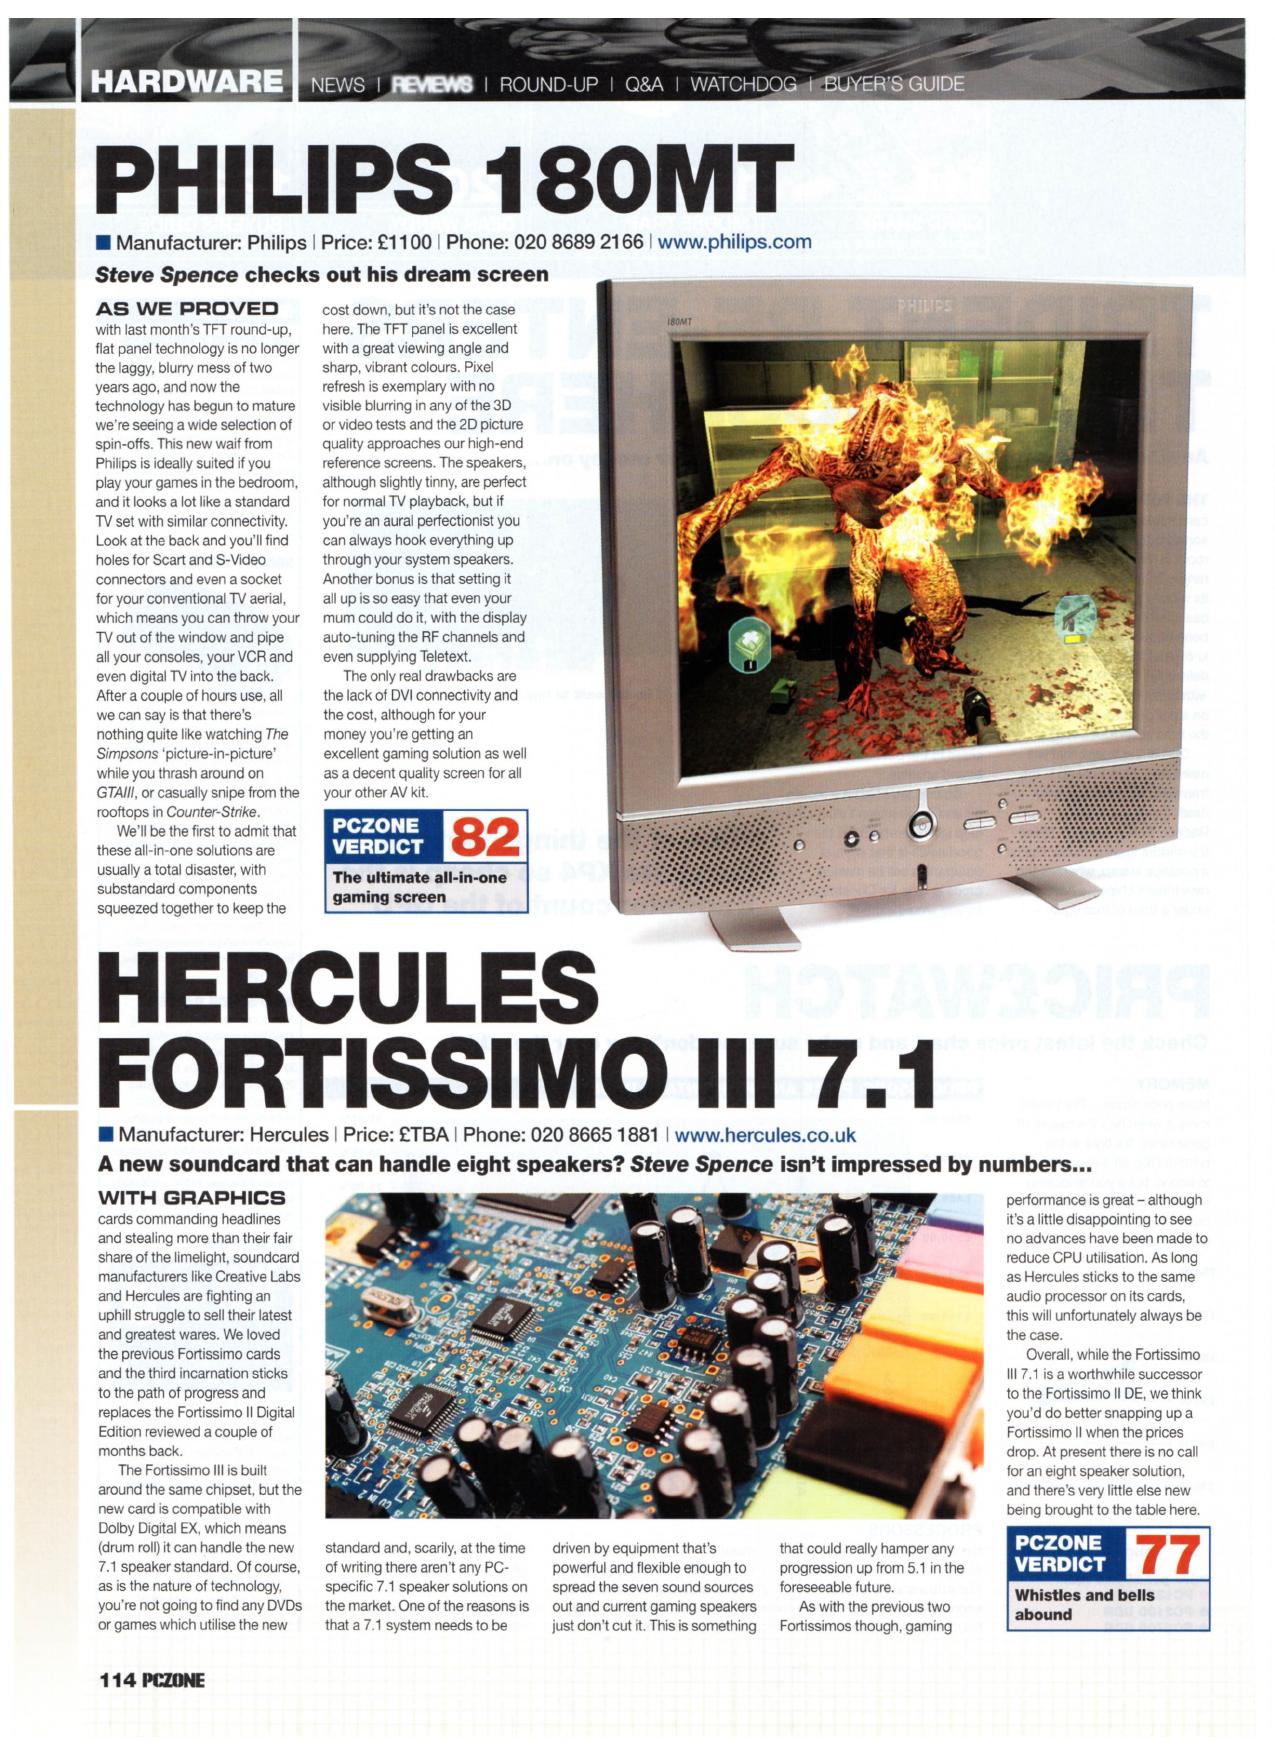 HARDWARE
NEWS | REVIEWS | ROUND-UP | Q&A | WATCHDOG | BUYER'S GUIDE
PHILIPS 180MT
Manufacturer: Philips | Price: £1100 | Phone: 020 8689 2166 | www.philips.com
Steve Spence checks out his dream screen
AS WE PROVED
with last month's TFT round-up,
flat panel technology is no longer
the laggy, blurry mess of two
years ago, and now the
technology has begun to mature
we're seeing a wide selection of
spin-offs. This new waif from
Philips is ideally suited if you
play your games in the bedroom,
and it looks a lot like a standard
TV set with similar connectivity.
Look at the back and you'll find
holes for Scart and S-Video
connectors and even a socket
for your conventional TV aerial,
which means you can throw your
TV out of the window and pipe
all your consoles, your VCR and
even digital TV into the back.
After a couple of hours use, all
we can say is that there's
nothing quite like watching The
Simpsons 'picture-in-picture'
while you thrash around on
GTAIII, or casually snipe from the
rooftops in Counter-Strike.
We'll be the first to admit that
these all-in-one solutions are
usually a total disaster, with
substandard components
squeezed together to keep the
cost down, but it's not the case
here. The TFT panel is excellent
with a great viewing angle and
sharp, vibrant colours. Pixel
refresh is exemplary with no
visible blurring in any of the 3D
or video tests and the 2D picture
quality approaches our high-end
reference screens. The speakers,
although slightly tinny, are perfect
for normal TV playback, but if
you're an aural perfectionist you
can always hook everything up
through your system speakers.
Another bonus is that setting it
all up is so easy that even your
mum could do it, with the display
auto-tuning the RF channels and
even supplying Teletext.
The only real drawbacks are
the lack of DVI connectivity and
the cost, although for your
money you're getting an
excellent gaming solution as well
as a decent quality screen for all
your other AV kit.
PCZONE
VERDICT 82
The ultimate all-in-one
gaming screen
PHILIPS
180MT
HERCULES
FORTISSIMO III 7.1
Manufacturer: Hercules | Price: £TBA | Phone: 020 8665 1881 | www.hercules.co.uk
A new soundcard that can handle eight speakers? Steve Spence isn't impressed by numbers...
WITH GRAPHICS
cards commanding headlines
and stealing more than their fair
share of the limelight, soundcard
manufacturers like Creative Labs
and Hercules are fighting an
uphill struggle to sell their latest
and greatest wares. We loved
the previous Fortissimo cards
and the third incarnation sticks
to the path of progress and
replaces the Fortissimo II Digital
Edition reviewed a couple of
months back.
The Fortissimo III is built
around the same chipset, but the
new card is compatible with
Dolby Digital EX, which means
(drum roll) it can handle the new
7.1 speaker standard. Of course,
as is the nature of technology,
you're not going to find any DVDs
or games which utilise the new
standard and, scarily, at the time
of writing there aren't any PC-
specific 7.1 speaker solutions on
the market. One of the reasons is
that a 7.1 system needs to be
driven by equipment that's
powerful and flexible enough to
spread the seven sound sources
out and current gaming speakers
just don't cut it. This is something
that could really hamper any
progression up from 5.1 in the
foreseeable future.
As with the previous two
Fortissimos though, gaming
performance is great – although
it's a little disappointing to see
no advances have been made to
reduce CPU utilisation. As long
as Hercules sticks to the same
audio processor on its cards,
this will unfortunately always be
the case.
Overall, while the Fortissimo
III 7.1 is a worthwhile successor
to the Fortissimo II DE, we think
you'd do better snapping up a
Fortissimo II when the prices
drop. At present there is no call
for an eight speaker solution,
and there's very little else new
being brought to the table here.
PCZONE
VERDICT 77
Whistles and bells
abound
114 PCZONE